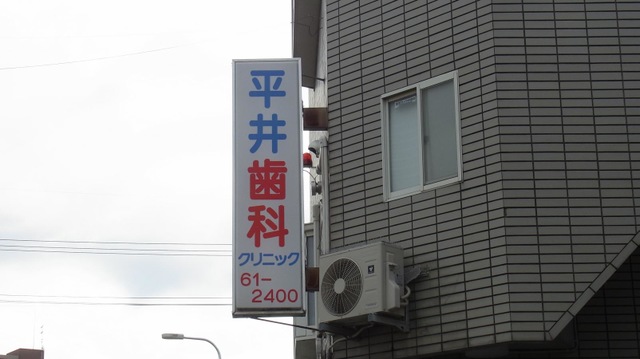 平井歯科
クリニック
61-
2400